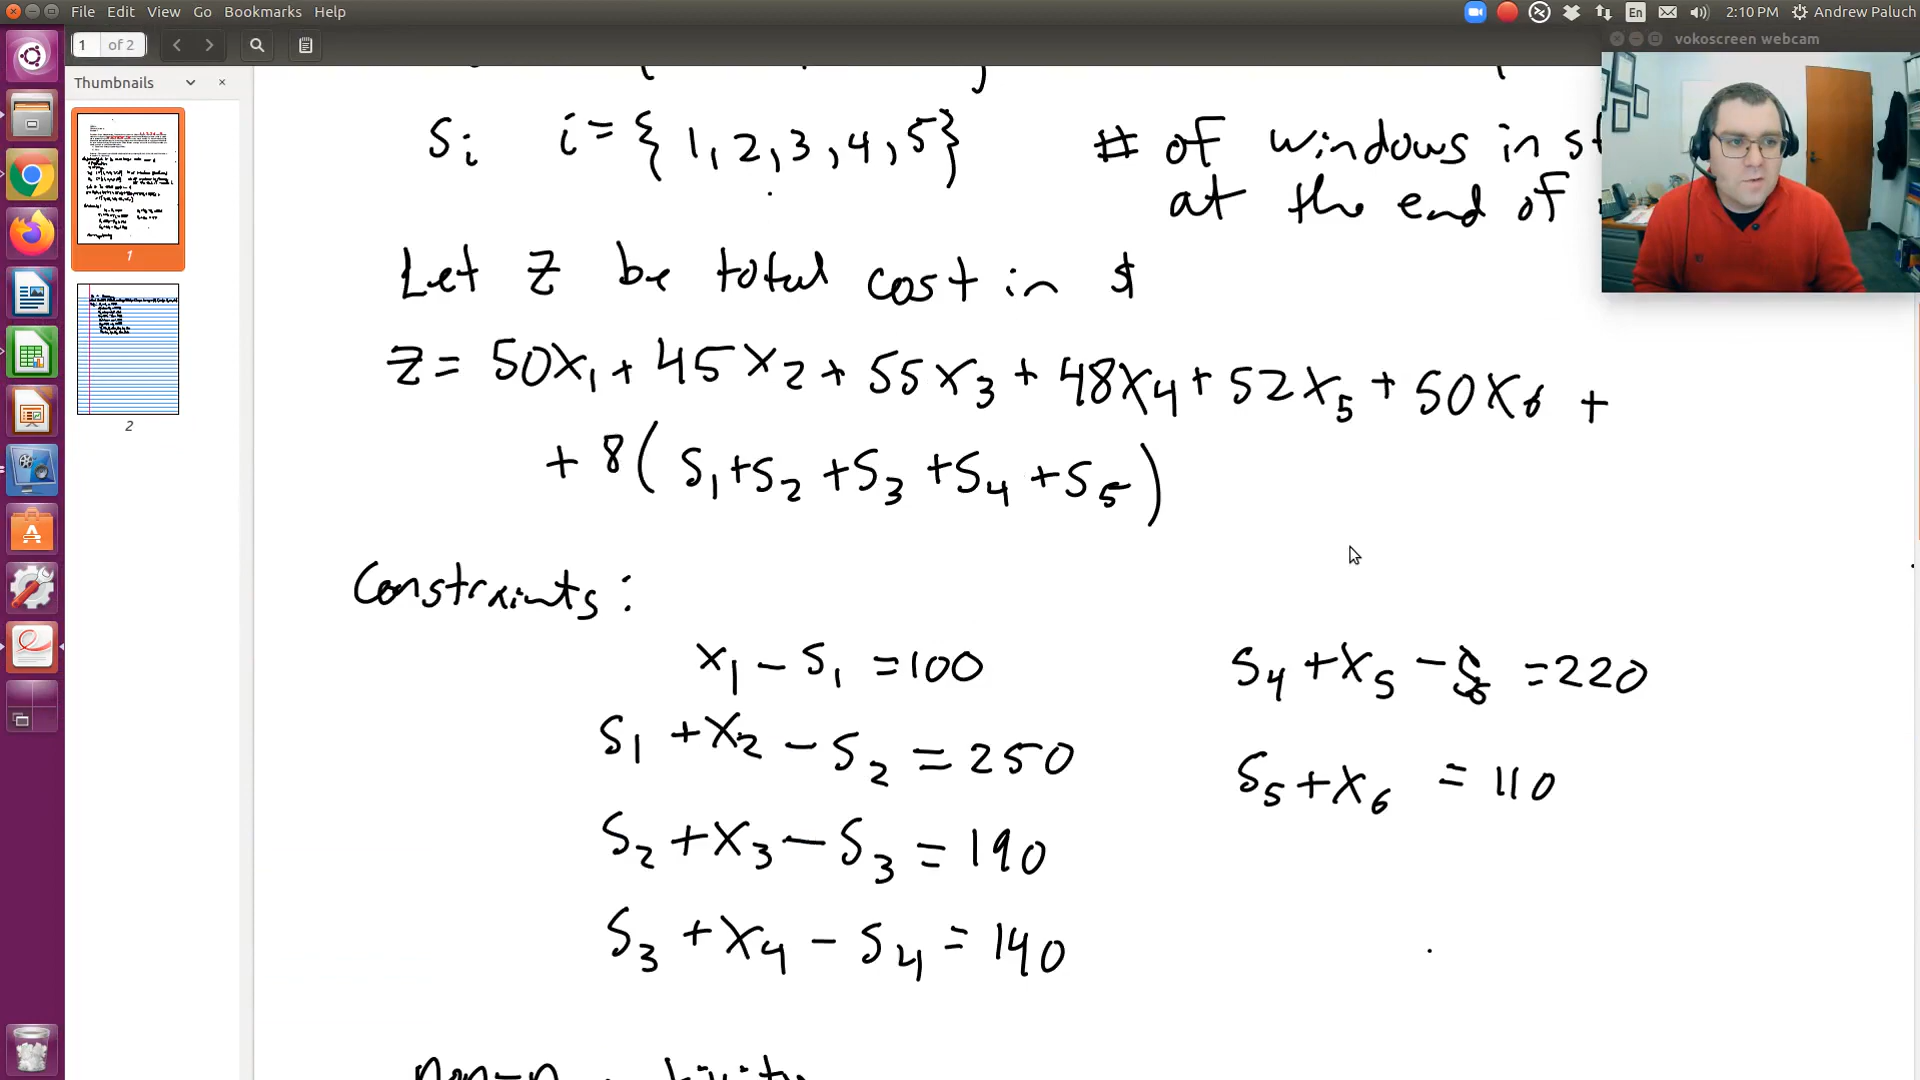 File Edit View Go Bookmarks Help
En 2:10 PM Andrew Paluch
1 of 2
vokoscreen webcam
Thumbnails
1
2
Si i = {1, 2, 3, 4, 5} # of windows in
at the end of
Let Z be total cost in $
Z = 50X1 + 45X2 + 55X3 + 48X4 + 52X5 + 50X6 +
+ 8(S1 + S2 + S3 + S4 + S5)
Constraints:
X1 - S1 = 100
S1 + X2 - S2 = 250
S2 + X3 - S3 = 190
S3 + X4 - S4 = 140
S4 + X5 - S5 = 220
S5 + X6 = 110